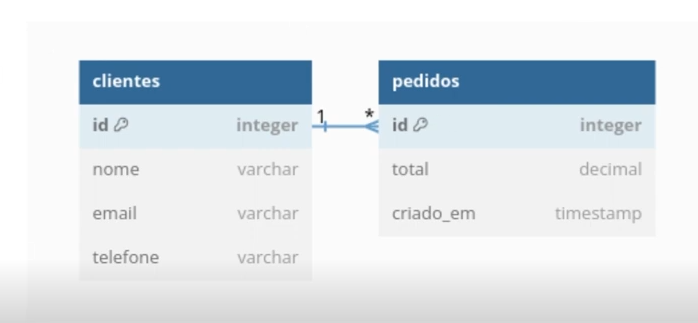 clientes
id integer
nome varchar
email varchar
telefone varchar
1 *
pedidos
id integer
total decimal
criado_em timestamp